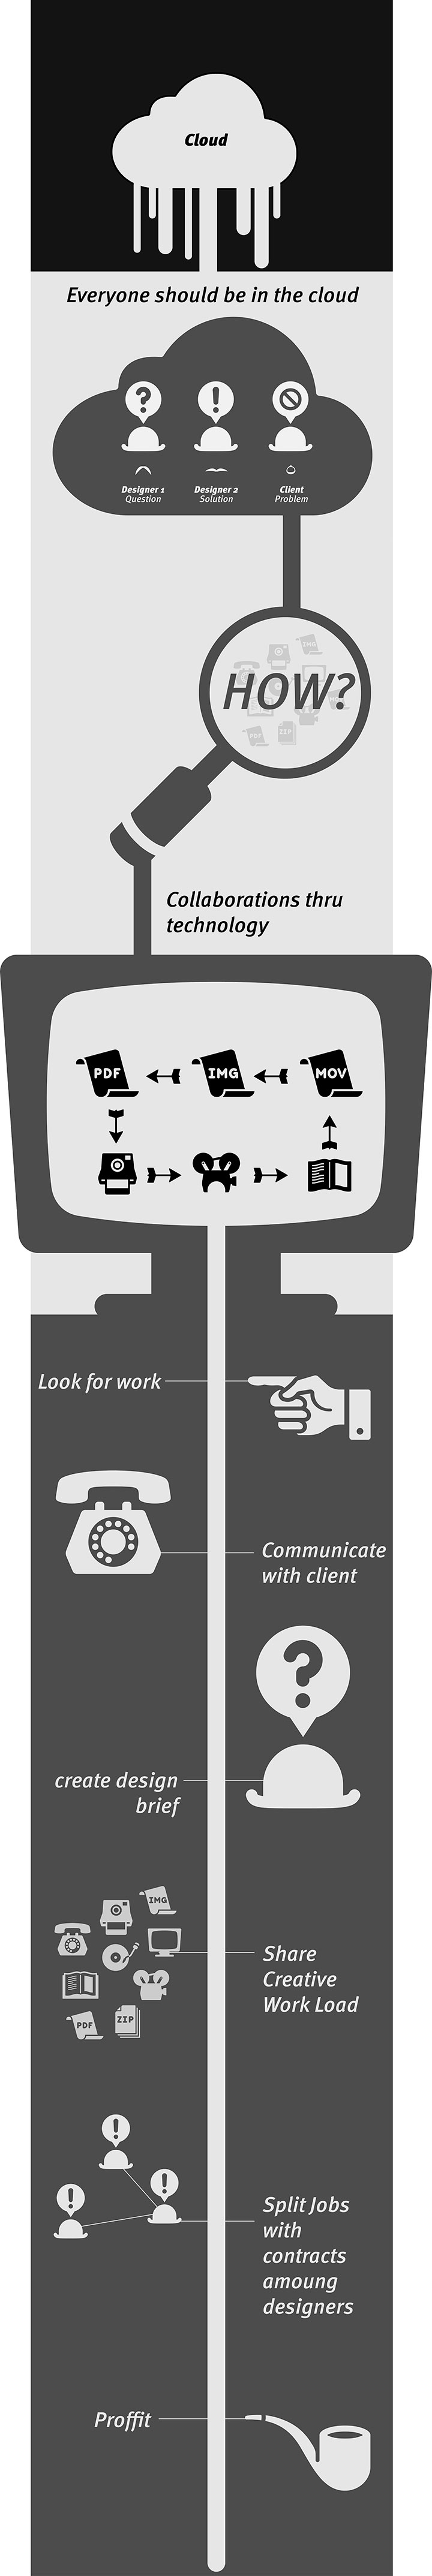 Cloud
Everyone should be in the cloud
?
!
Designer 1
Question
Designer 2
Solution
Client
Problem
IMG
HOW?
PDF
ZIP
Collaborations thru
technology
PDF
IMG
MOV
Look for work
Communicate
with client
?
create design
brief
IMG
PDF
ZIP
Share
Creative
Work Load
!
!
!
Split Jobs
with
contracts
amoung
designers
Proffit